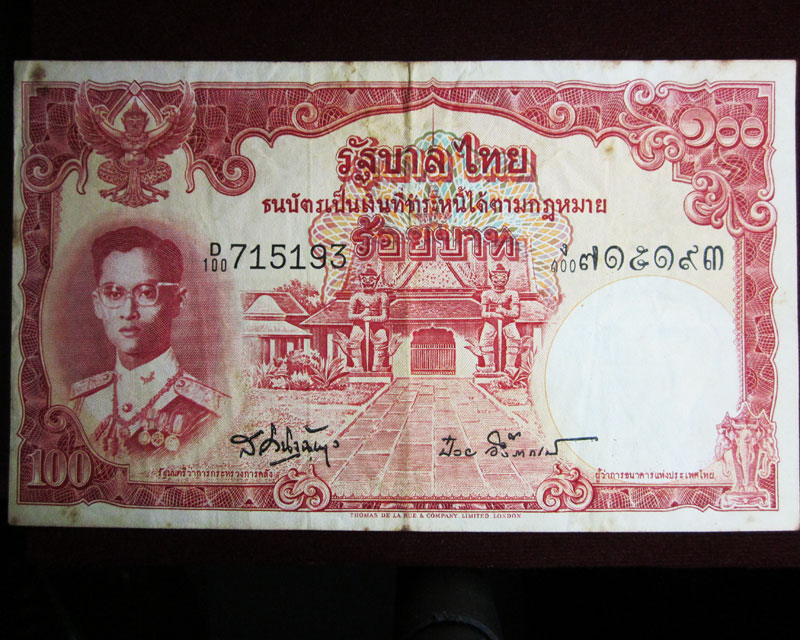 ๑๐๐
รัฐบาลไทย
ธนบัตรเป็นเงินที่ชำระหนี้ได้ตามกฎหมาย
ร้อยบาท
D/100 715193
๗๑๕๑๙๓
100
รัฐมนตรีว่าการกระทรวงการคลัง
ผู้ว่าการธนาคารแห่งประเทศไทย
THOMAS DE LA RUE & COMPANY, LIMITED, LONDON